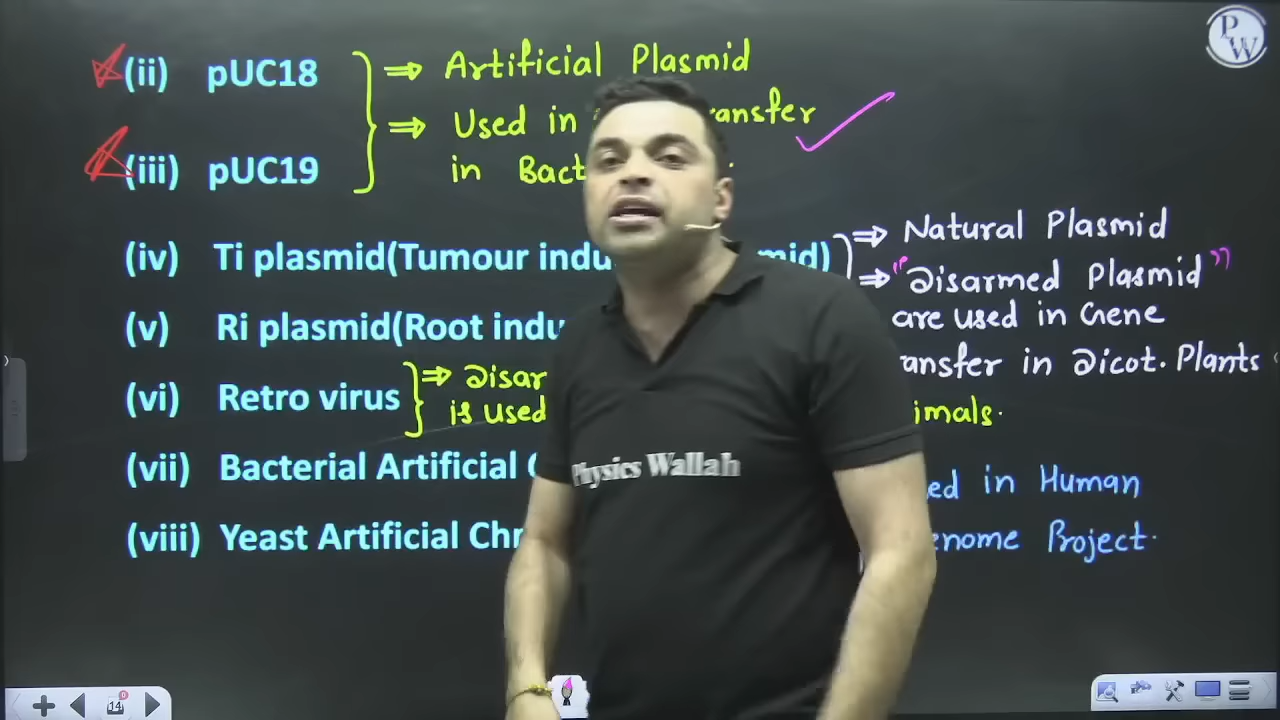 PW
(ii) pUC18 ⇒ Artificial Plasmid
⇒ Used in ansfer
(iii) pUC19 in Bact
(iv) Ti plasmid(Tumour indu mid) ⇒ Natural Plasmid
⇒ "Disarmed Plasmid"
are used in Gene
(v) Ri plasmid(Root indu ansfer in Dicot. Plants
(vi) Retro virus ⇒ Disar
is used imals.
Physics Wallah
(vii) Bacterial Artificial C ed in Human
(viii) Yeast Artificial Chr enome Project.
14